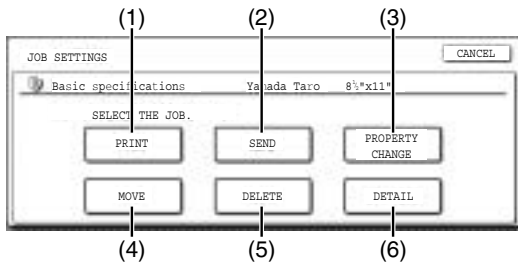 (1) (2) (3)
JOB SETTINGS CANCEL
Basic specifications Yamada Taro 8½"x11"
SELECT THE JOB.
PRINT SEND PROPERTY CHANGE
MOVE DELETE DETAIL
(4) (5) (6)